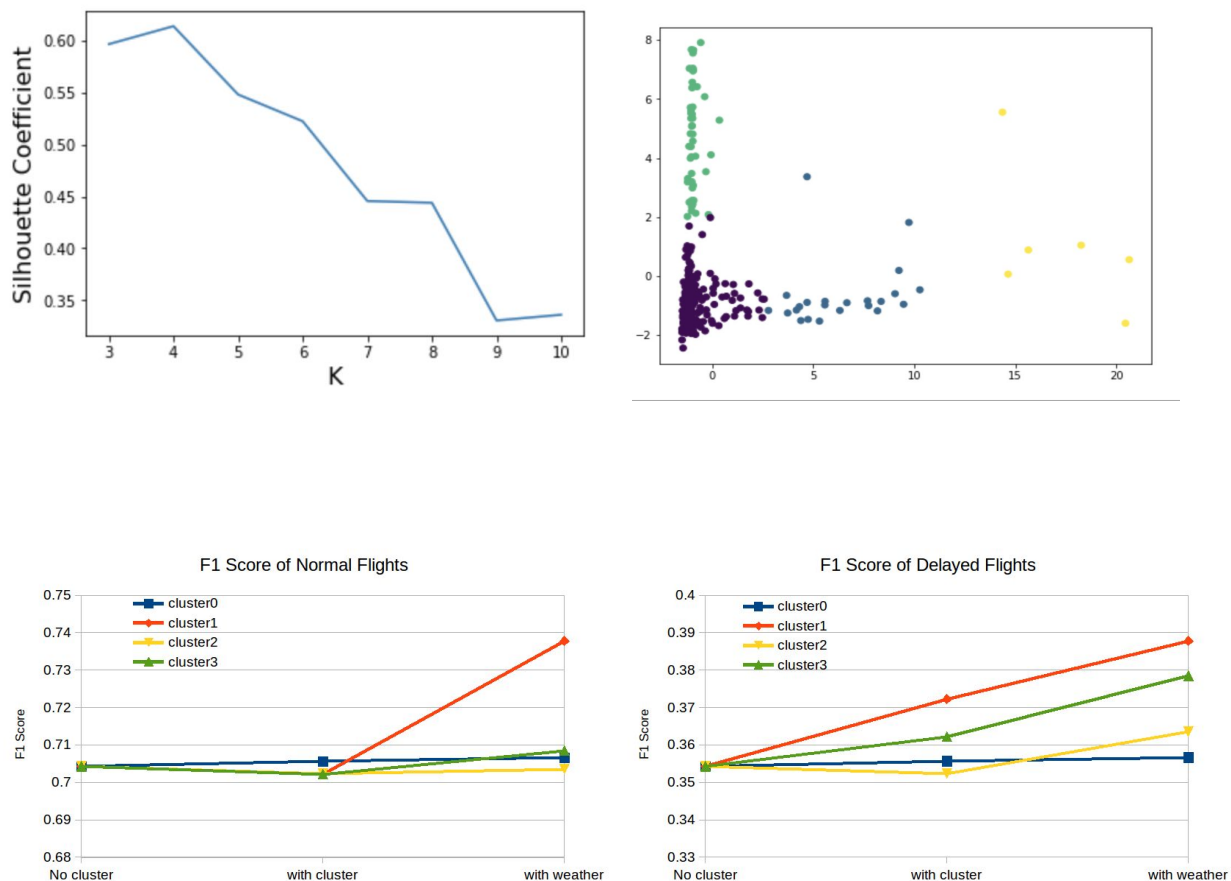 Silhouette Coefficient
0.60
0.55
0.50
0.45
0.40
0.35
3 4 5 6 7 8 9 10
K
8
6
4
2
0
−2
0 5 10 15 20
F1 Score of Normal Flights
F1 Score
0.75
0.74
0.73
0.72
0.71
0.7
0.69
0.68
cluster0
cluster1
cluster2
cluster3
No cluster with cluster with weather
F1 Score of Delayed Flights
F1 Score
0.4
0.39
0.38
0.37
0.36
0.35
0.34
0.33
cluster0
cluster1
cluster2
cluster3
No cluster with cluster with weather